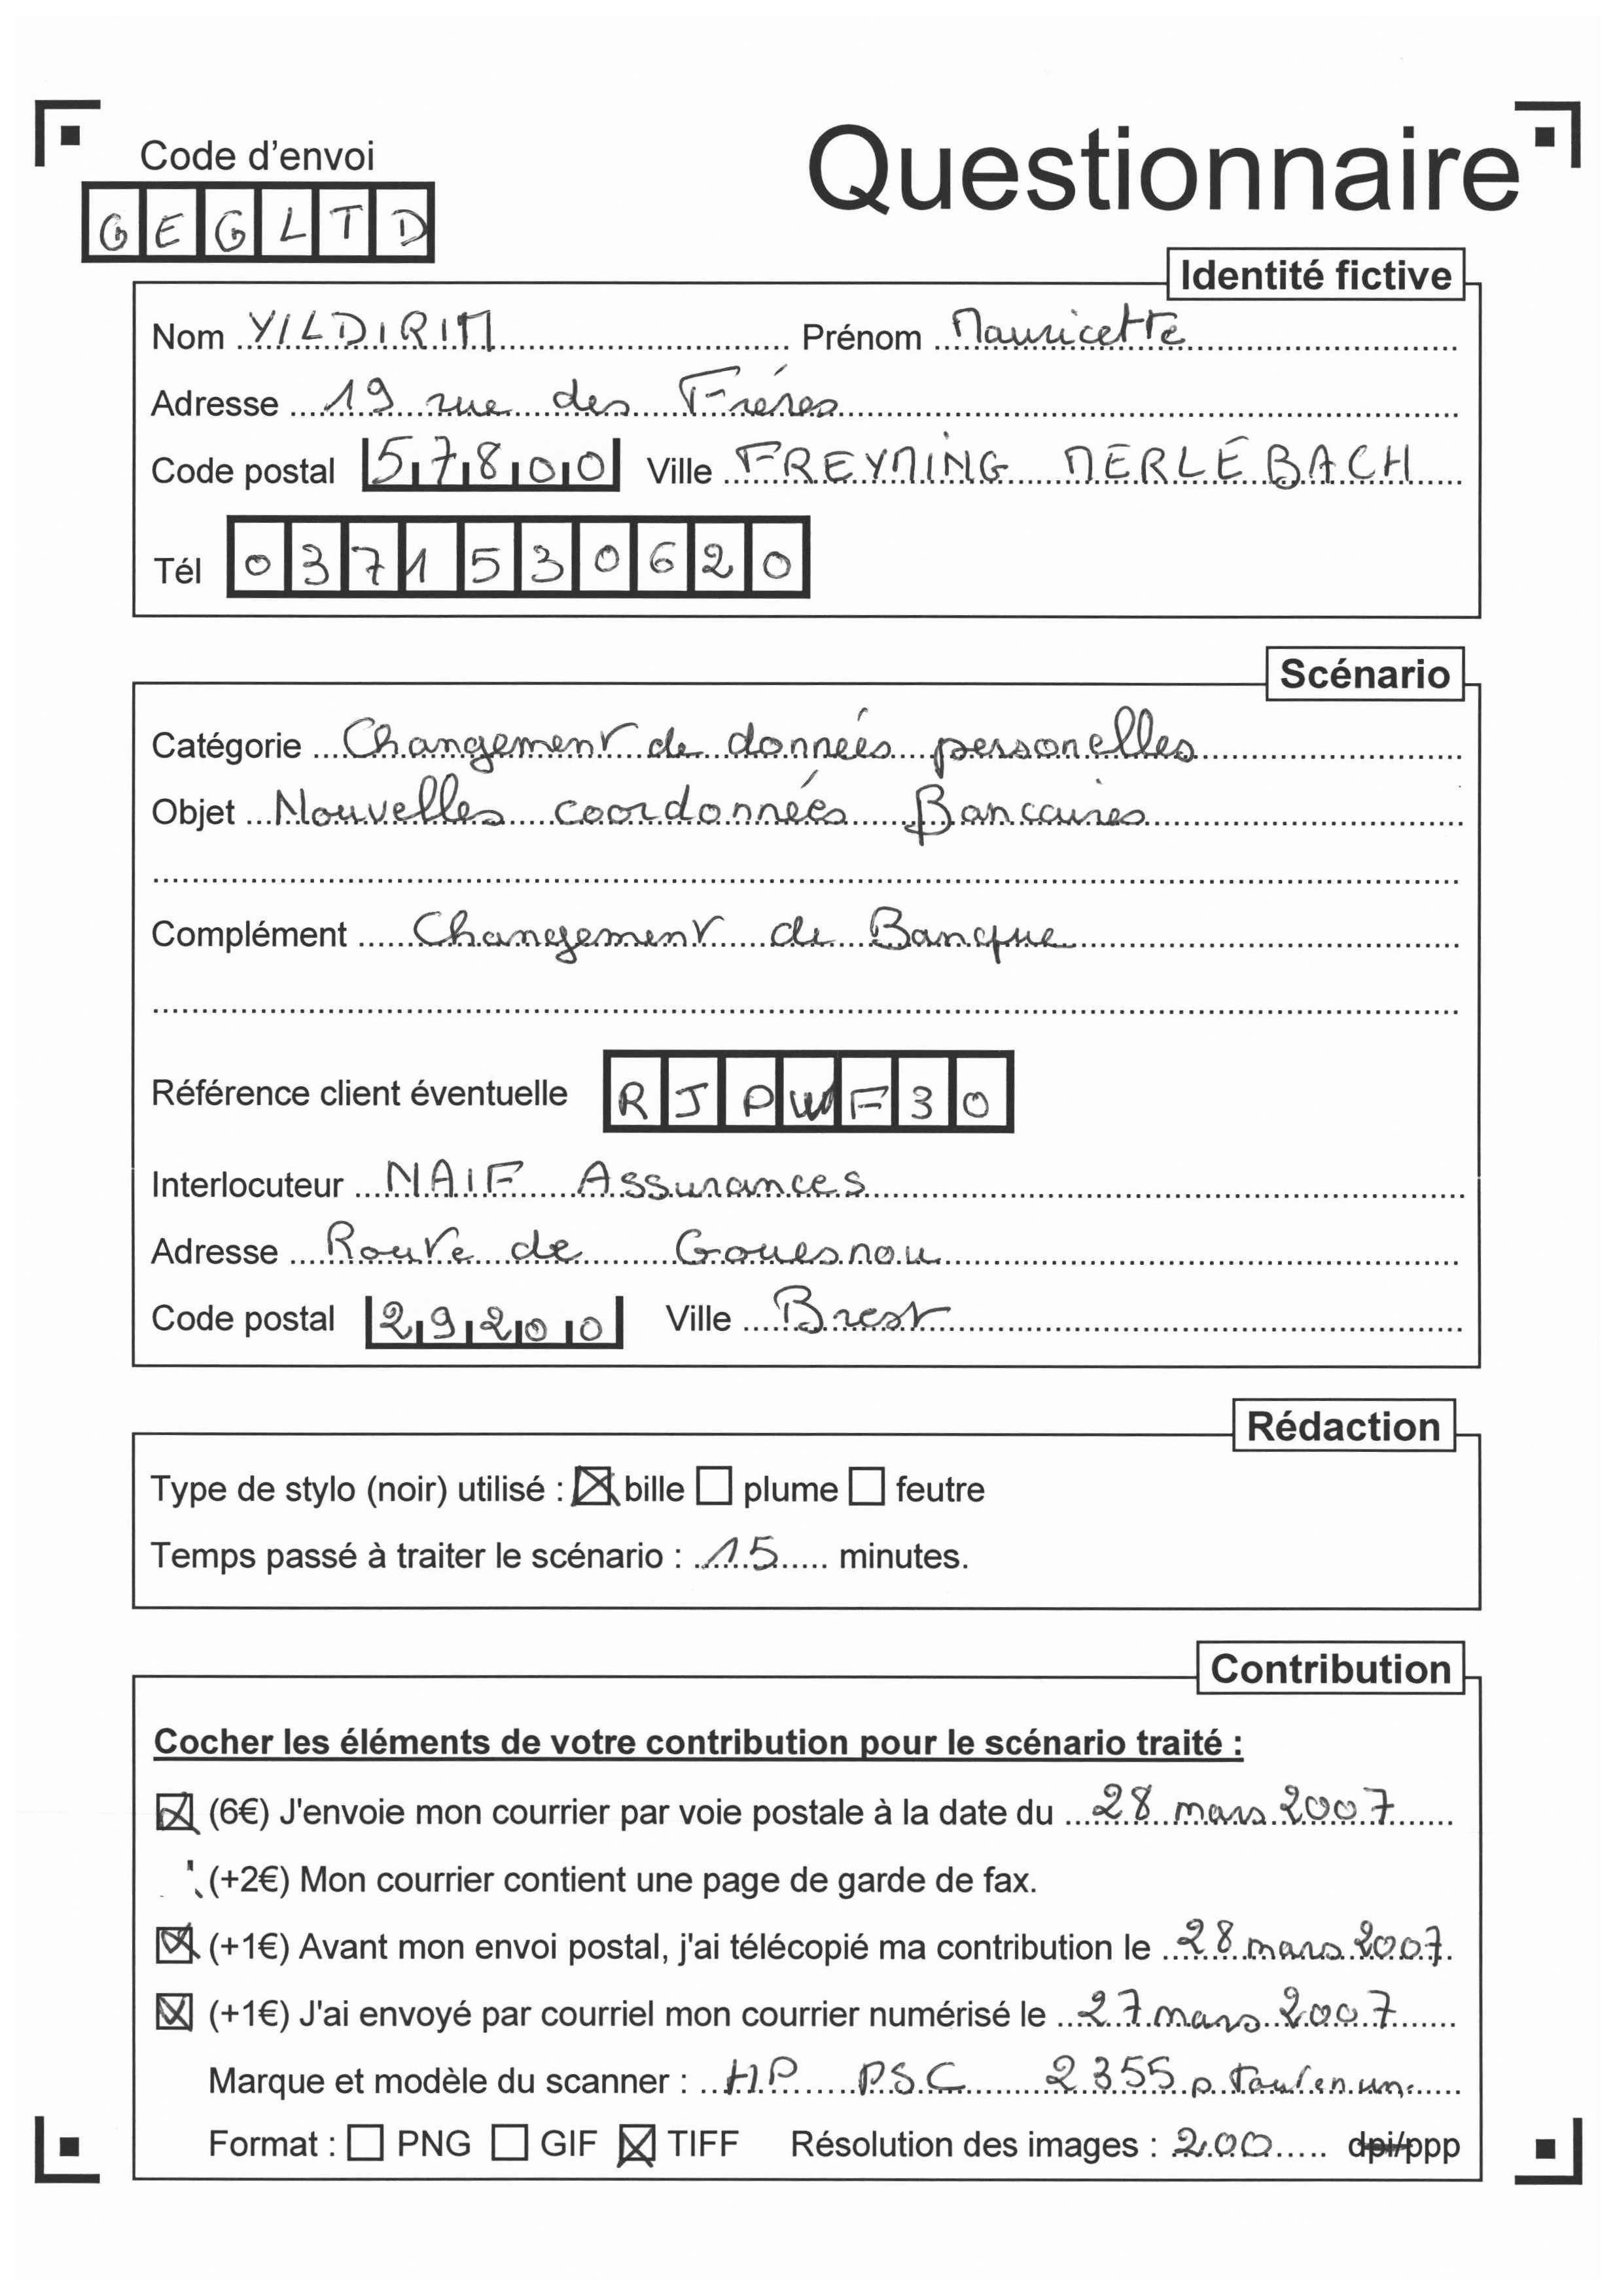 Code d'envoi
Questionnaire
GEGLTD
Identité fictive
Nom YILDIRIM Prénom Mauricette
Adresse 19 rue des Fréres
Code postal 57800 Ville FREYMING MERLEBACH
Tél 0371530620
Scénario
Catégorie Changement de données personelles
Objet Nouvelles coordonnées Bancaires
Complément Changement de Banque
Référence client éventuelle RJPWF30
Interlocuteur MAIF Assurances
Adresse Route de Gouesnou
Code postal 29200 Ville Brest
Rédaction
Type de stylo (noir) utilisé : bille plume feutre
Temps passé à traiter le scénario : 15 minutes.
Contribution
Cocher les éléments de votre contribution pour le scénario traité :
(6€) J'envoie mon courrier par voie postale à la date du 28 mars 2007
(+2€) Mon courrier contient une page de garde de fax.
(+1€) Avant mon envoi postal, j'ai télécopié ma contribution le 28 mars 2007.
(+1€) J'ai envoyé par courriel mon courrier numérisé le 27 mars 2007
Marque et modèle du scanner : HP PSC 2355 p tout en un
Format : PNG GIF TIFF Résolution des images : 200 dpi/ppp